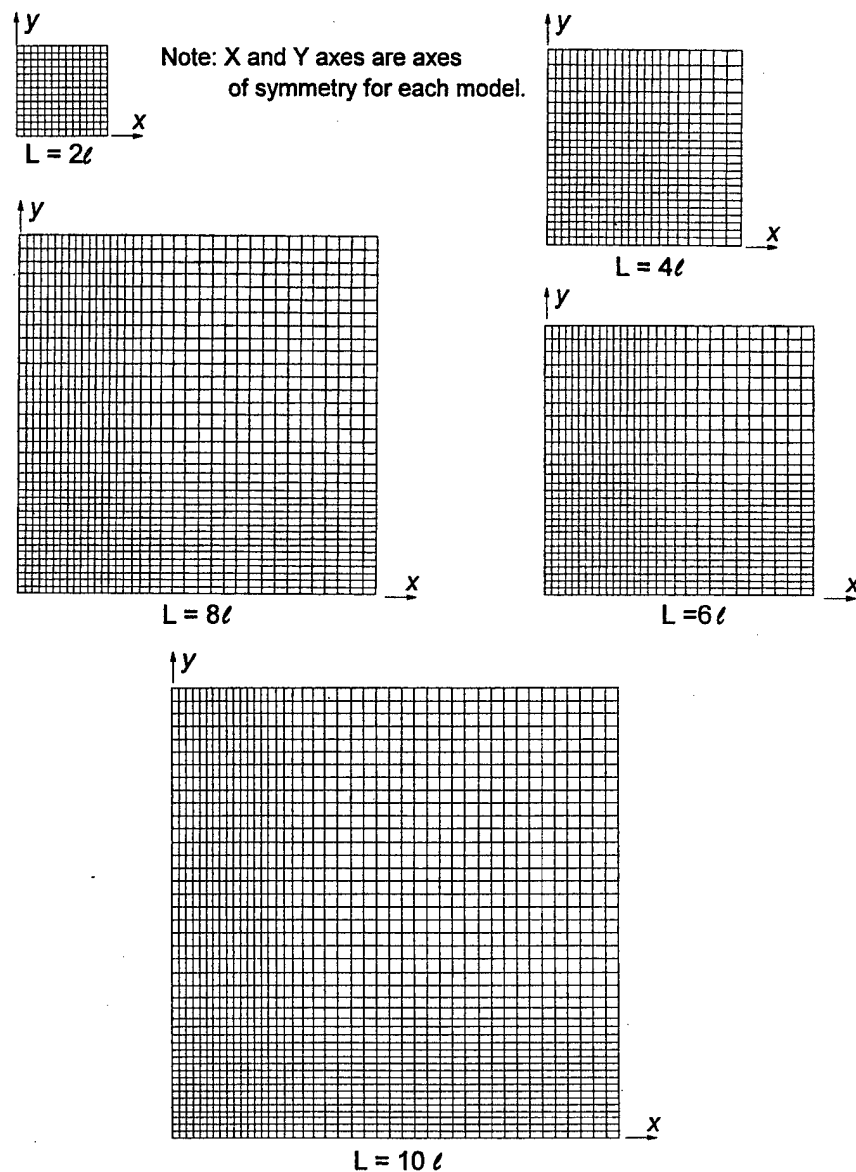 y
Note: X and Y axes are axes
of symmetry for each model.
x
L = 2ℓ
y
x
L = 4ℓ
y
x
L = 8ℓ
y
x
L =6ℓ
y
x
L = 10 ℓ